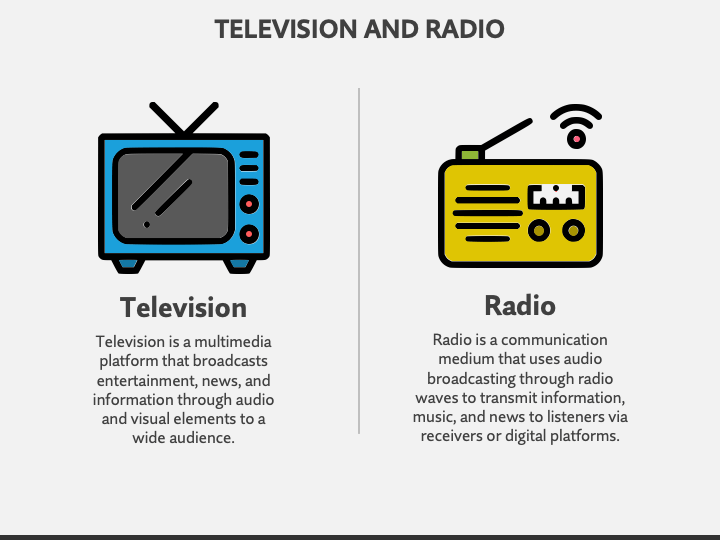 TELEVISION AND RADIO
Television
Television is a multimedia
platform that broadcasts
entertainment, news, and
information through audio
and visual elements to a
wide audience.
Radio
Radio is a communication
medium that uses audio
broadcasting through radio
waves to transmit information,
music, and news to listeners via
receivers or digital platforms.